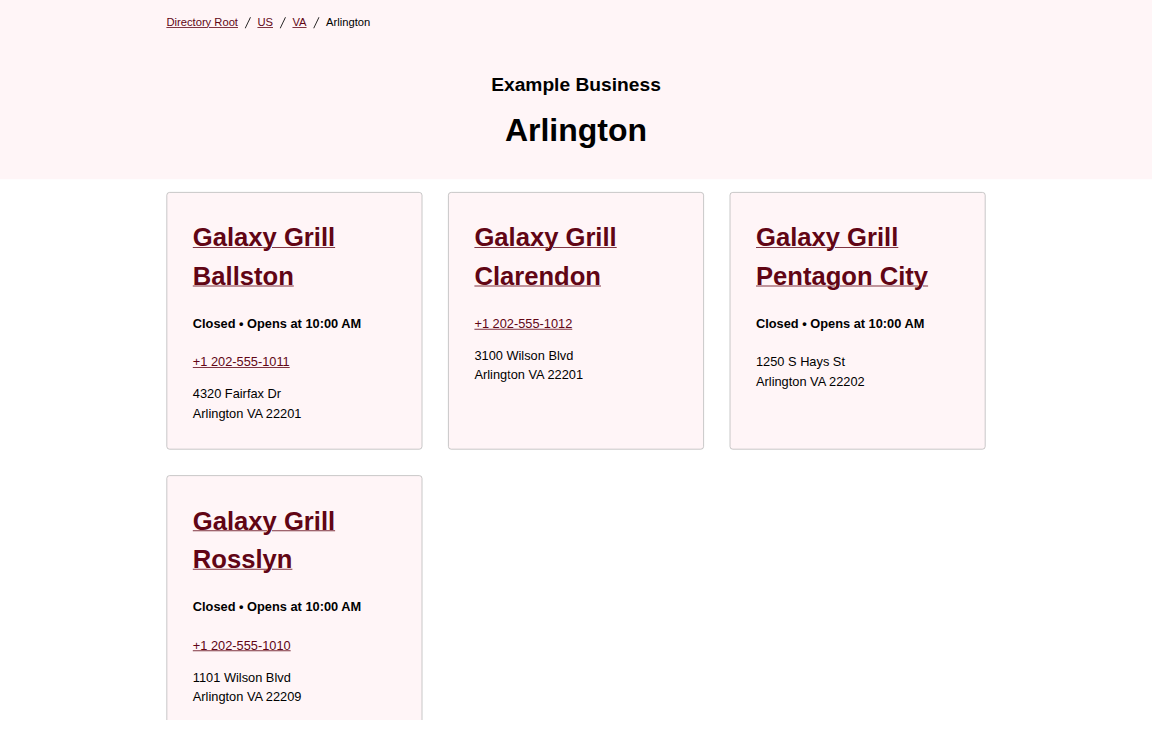 Directory Root / US / VA / Arlington
Example Business
Arlington
Galaxy Grill
Ballston
Closed • Opens at 10:00 AM
+1 202-555-1011
4320 Fairfax Dr
Arlington VA 22201
Galaxy Grill
Clarendon
+1 202-555-1012
3100 Wilson Blvd
Arlington VA 22201
Galaxy Grill
Pentagon City
Closed • Opens at 10:00 AM
1250 S Hays St
Arlington VA 22202
Galaxy Grill
Rosslyn
Closed • Opens at 10:00 AM
+1 202-555-1010
1101 Wilson Blvd
Arlington VA 22209